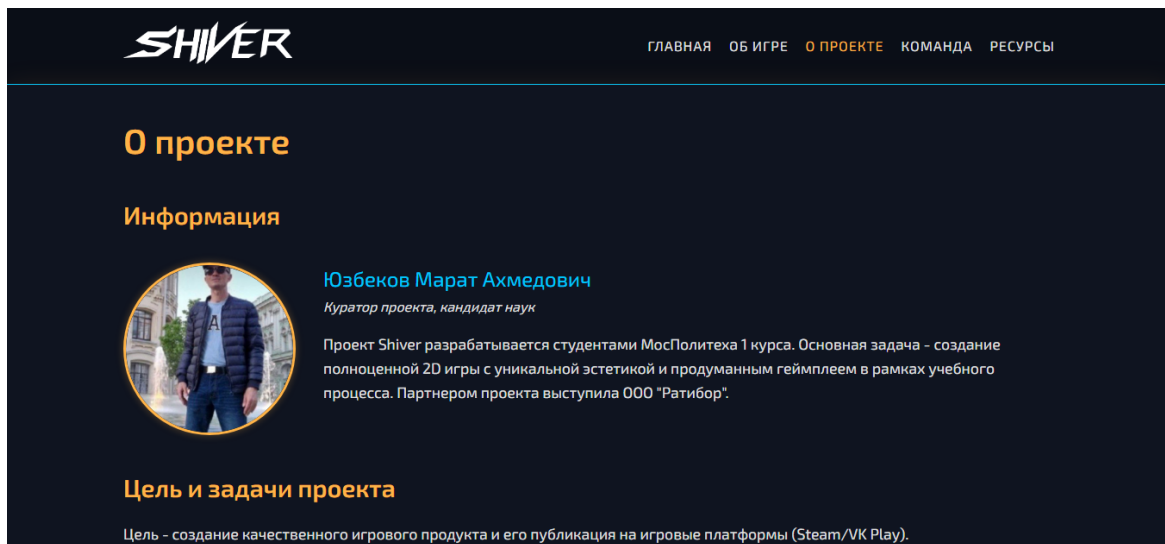 SHIVER
ГЛАВНАЯ ОБ ИГРЕ О ПРОЕКТЕ КОМАНДА РЕСУРСЫ
О проекте
Информация
A
Юзбеков Марат Ахмедович
Куратор проекта, кандидат наук
Проект Shiver разрабатывается студентами МосПолитеха 1 курса. Основная задача - создание
полноценной 2D игры с уникальной эстетикой и продуманным геймплеем в рамках учебного
процесса. Партнером проекта выступила ООО "Ратибор".
Цель и задачи проекта
Цель - создание качественного игрового продукта и его публикация на игровые платформы (Steam/VK Play).